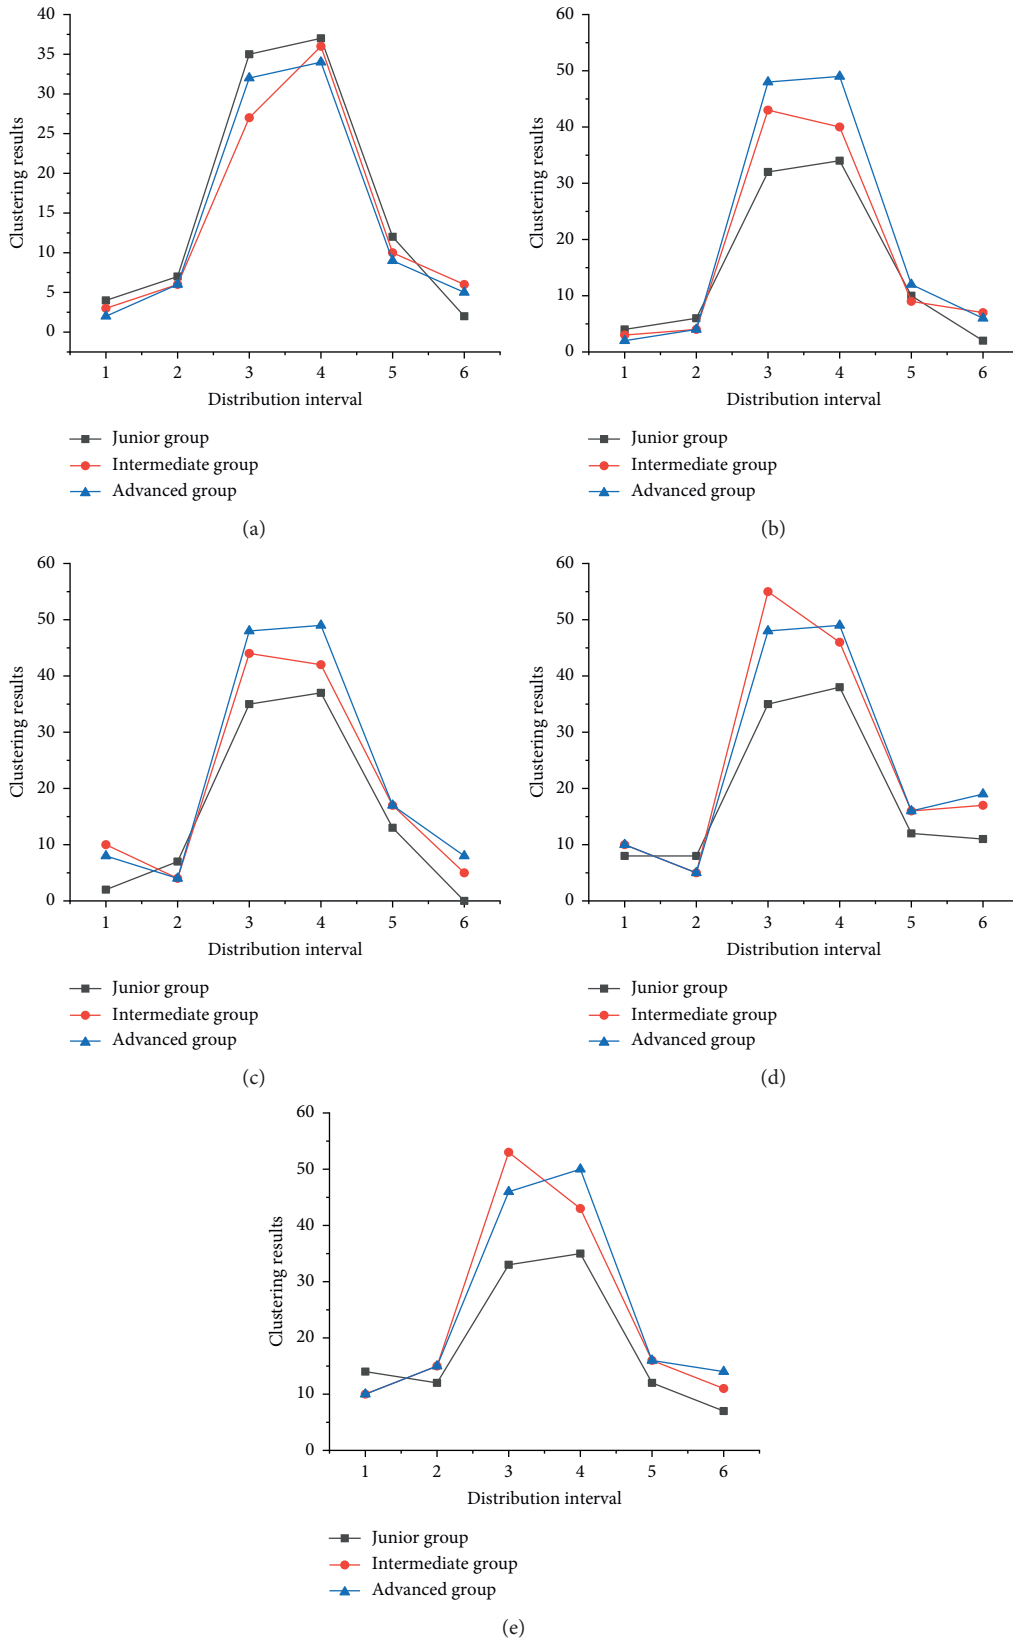 40
35
30
25
20
15
10
5
0
Clustering results
1 2 3 4 5 6
Distribution interval
Junior group
Intermediate group
Advanced group
(a)
60
50
40
30
20
10
0
Clustering results
1 2 3 4 5 6
Distribution interval
Junior group
Intermediate group
Advanced group
(b)
60
50
40
30
20
10
0
Clustering results
1 2 3 4 5 6
Distribution interval
Junior group
Intermediate group
Advanced group
(c)
60
50
40
30
20
10
0
Clustering results
1 2 3 4 5 6
Distribution interval
Junior group
Intermediate group
Advanced group
(d)
60
50
40
30
20
10
0
Clustering results
1 2 3 4 5 6
Distribution interval
Junior group
Intermediate group
Advanced group
(e)